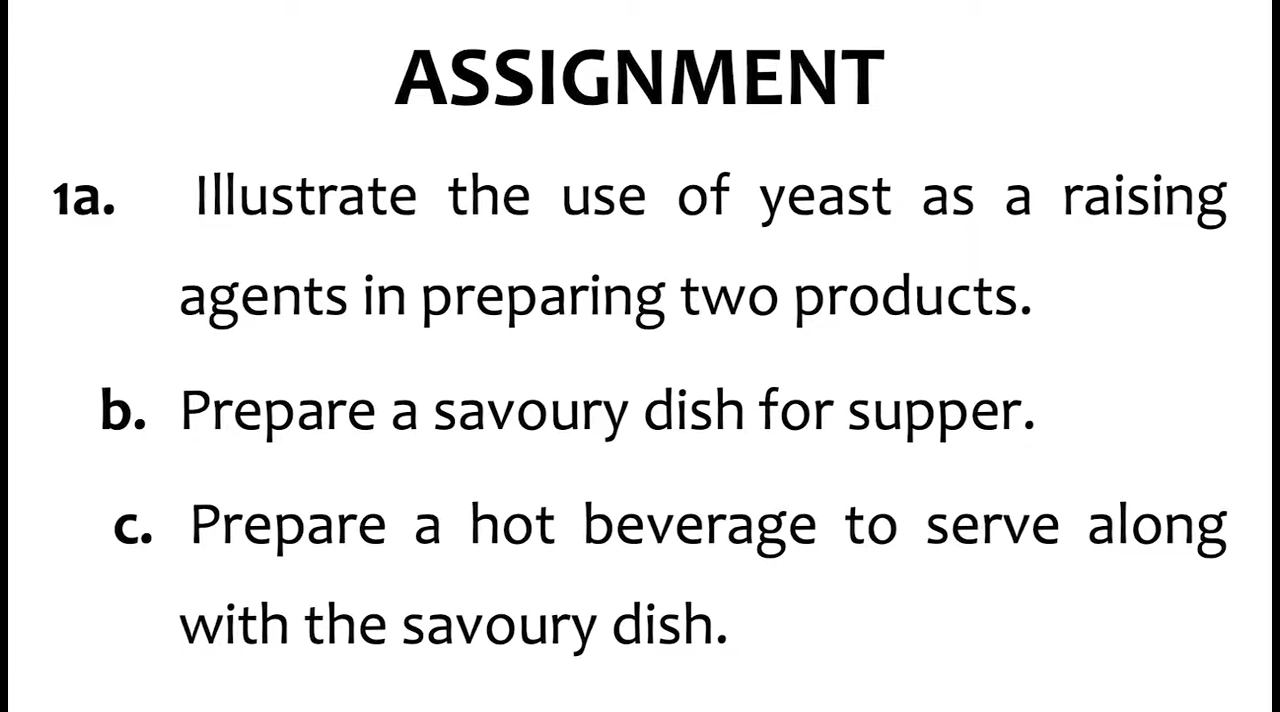 ASSIGNMENT
1a. Illustrate the use of yeast as a raising
agents in preparing two products.
b. Prepare a savoury dish for supper.
c. Prepare a hot beverage to serve along
with the savoury dish.